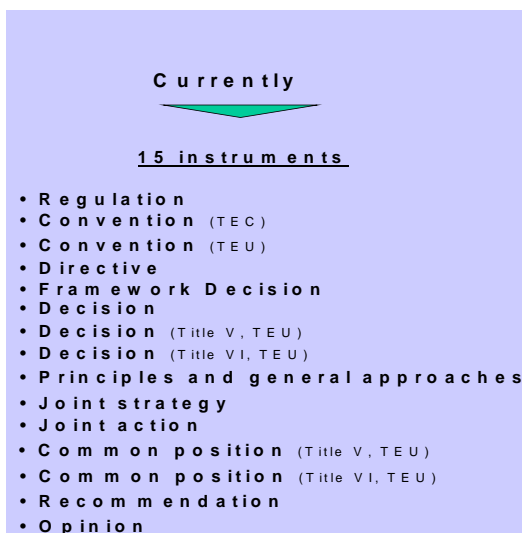 Currently
15 instruments
• Regulation
• Convention (TEC)
• Convention (TEU)
• Directive
• Framework Decision
• Decision
• Decision (Title V, TEU)
• Decision (Title VI, TEU)
• Principles and general approaches
• Joint strategy
• Joint action
• Common position (Title V, TEU)
• Common position (Title VI, TEU)
• Recommendation
• Opinion